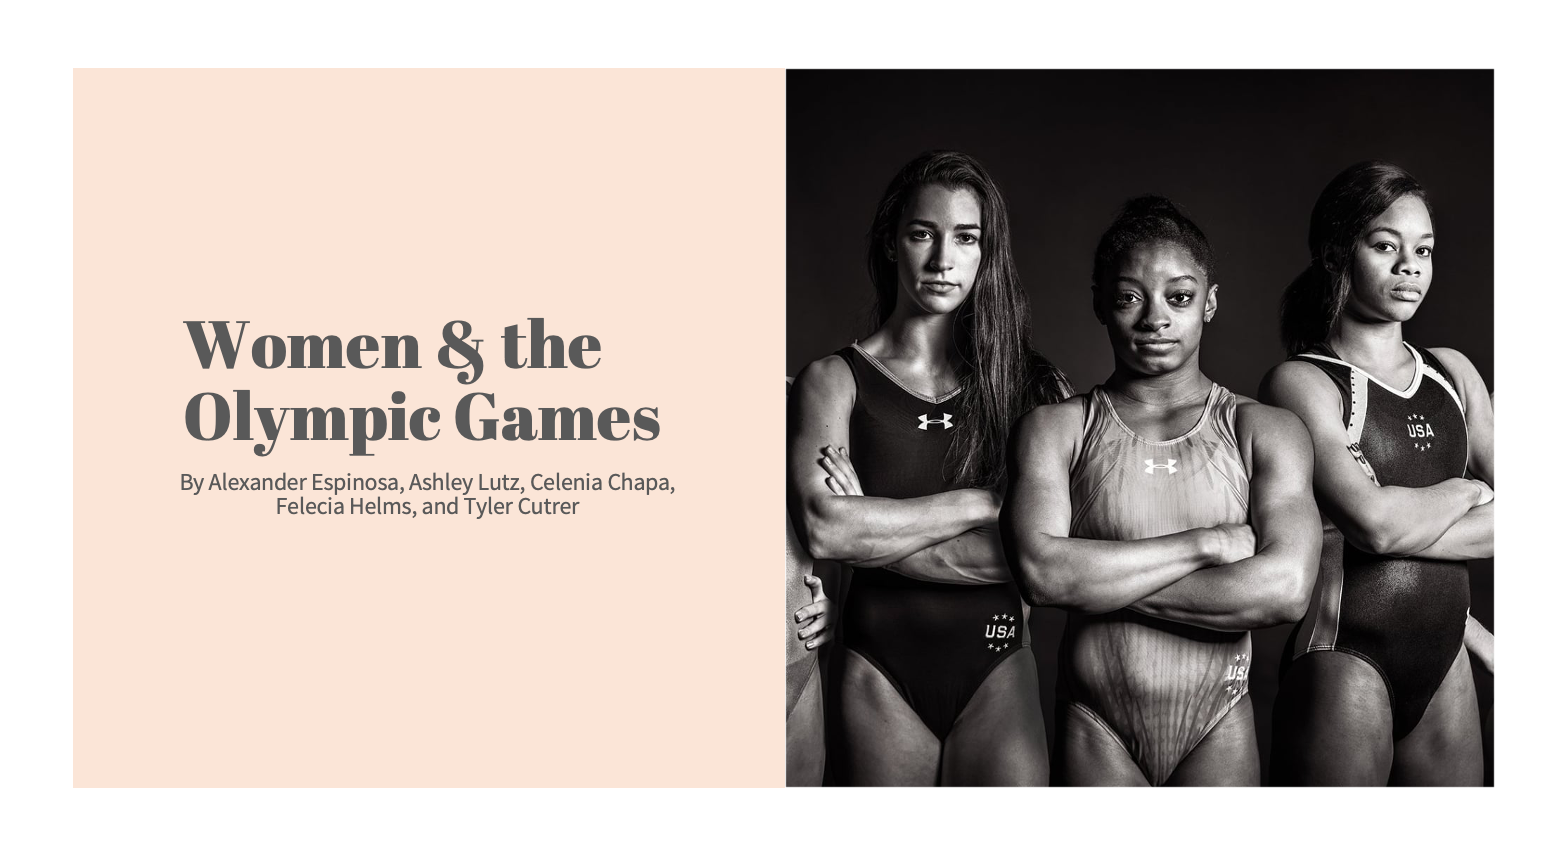 Women & the
Olympic Games
By Alexander Espinosa, Ashley Lutz, Celenia Chapa,
Felecia Helms, and Tyler Cutrer
USA
USA
USA